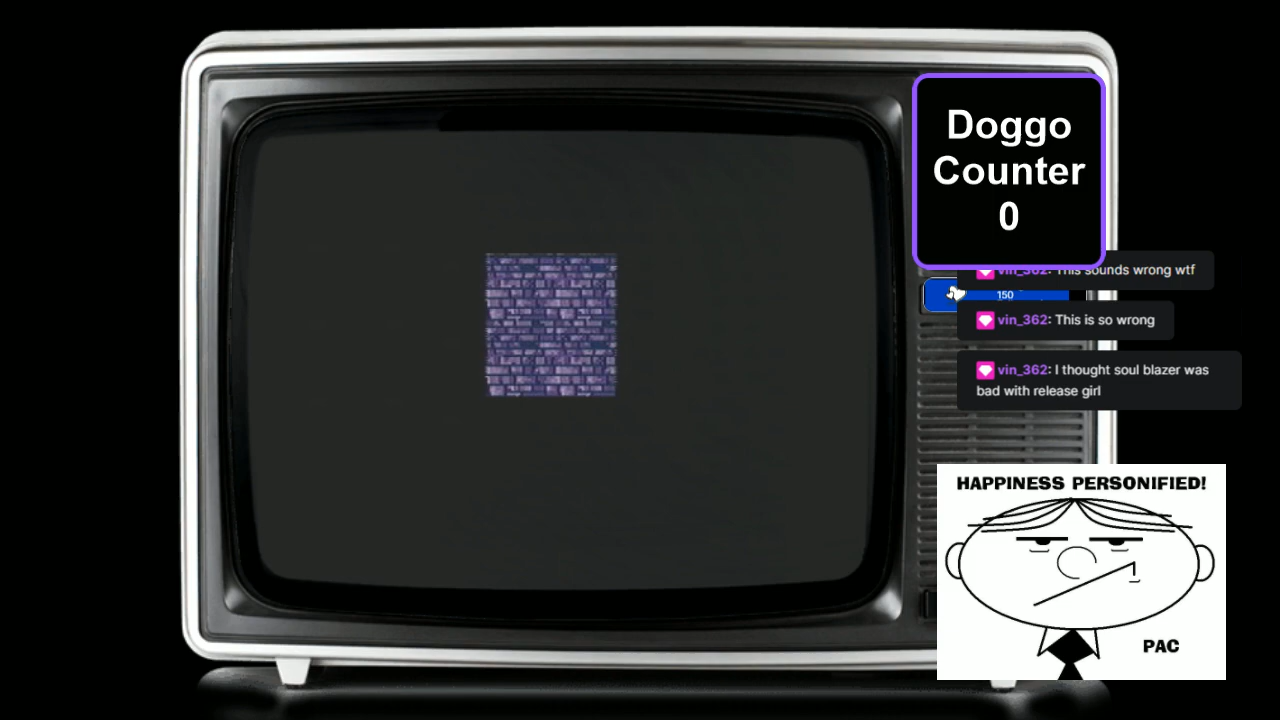 Doggo
Counter
0
vin_362: This sounds wrong wtf
150
vin_362: This is so wrong
vin_362: I thought soul blazer was
bad with release girl
HAPPINESS PERSONIFIED!
PAC